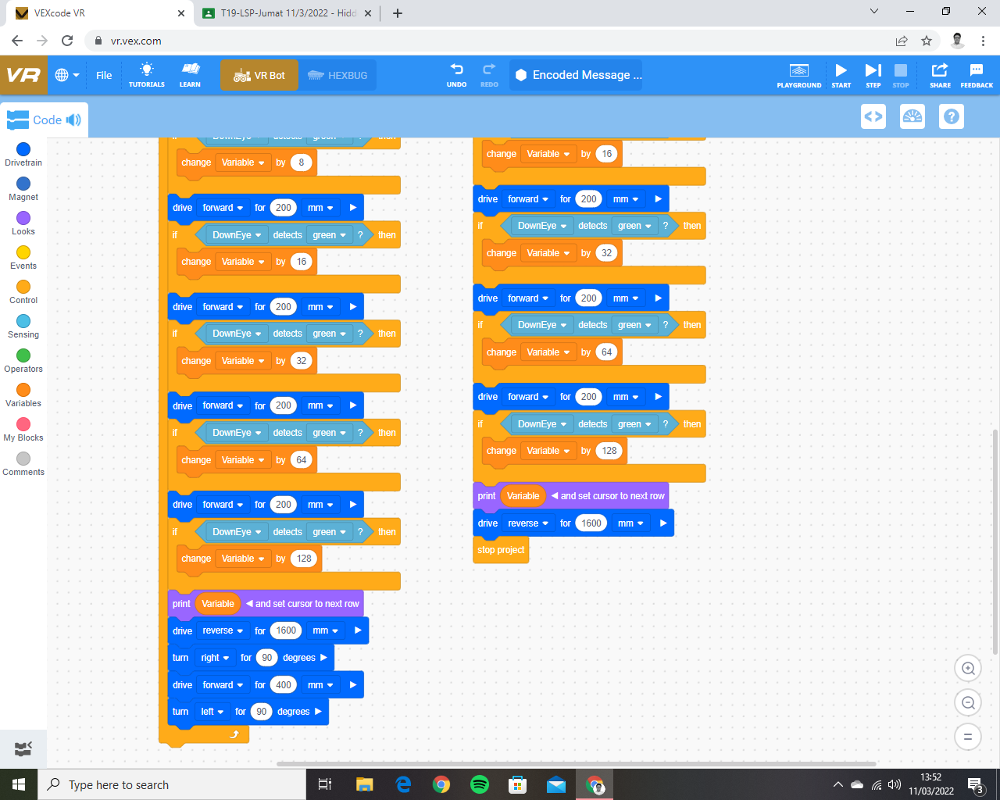 VEXcode VR
T19-LSP-Jumat 11/3/2022 - Hidd
vr.vex.com
VR
File
TUTORIALS
LEARN
VR Bot
HEXBUG
UNDO
REDO
Encoded Message ...
PLAYGROUND
START
STEP
STOP
SHARE
FEEDBACK
Code
Drivetrain
Magnet
Looks
Events
Control
Sensing
Operators
Variables
My Blocks
Comments
if DownEye detects green ? then
change Variable by 8
drive forward for 200 mm
if DownEye detects green ? then
change Variable by 16
drive forward for 200 mm
if DownEye detects green ? then
change Variable by 32
drive forward for 200 mm
if DownEye detects green ? then
change Variable by 64
drive forward for 200 mm
if DownEye detects green ? then
change Variable by 128
print Variable and set cursor to next row
drive reverse for 1600 mm
turn right for 90 degrees
drive forward for 400 mm
turn left for 90 degrees
change Variable by 16
drive forward for 200 mm
if DownEye detects green ? then
change Variable by 32
drive forward for 200 mm
if DownEye detects green ? then
change Variable by 64
drive forward for 200 mm
if DownEye detects green ? then
change Variable by 128
print Variable and set cursor to next row
drive reverse for 1600 mm
stop project
Type here to search
13:52
11/03/2022
3